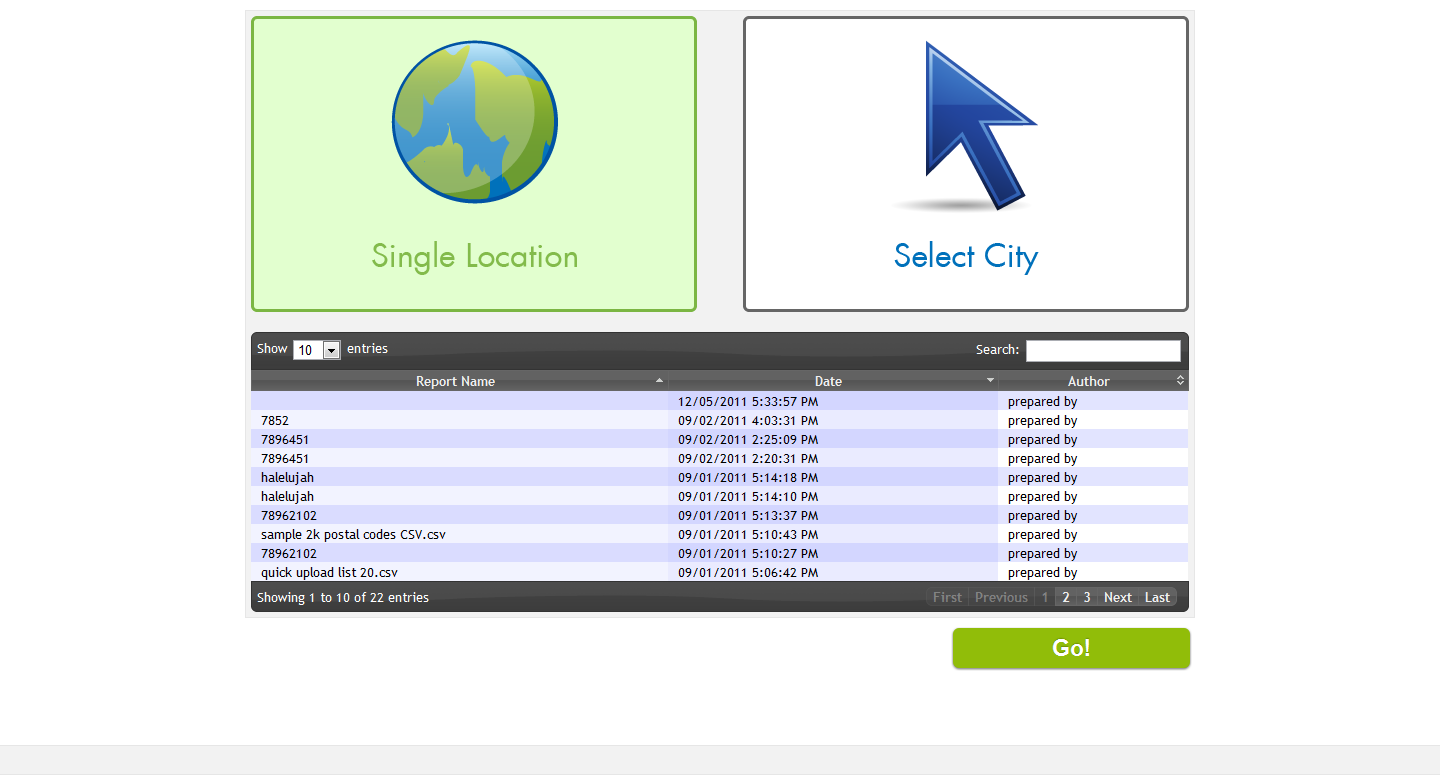 Single Location
Select City
Show 10 entries Search:
Report Name Date Author
12/05/2011 5:33:57 PM prepared by
7852 09/02/2011 4:03:31 PM prepared by
7896451 09/02/2011 2:25:09 PM prepared by
7896451 09/02/2011 2:20:31 PM prepared by
halelujah 09/01/2011 5:14:18 PM prepared by
halelujah 09/01/2011 5:14:10 PM prepared by
78962102 09/01/2011 5:13:37 PM prepared by
sample 2k postal codes CSV.csv 09/01/2011 5:10:43 PM prepared by
78962102 09/01/2011 5:10:27 PM prepared by
quick upload list 20.csv 09/01/2011 5:06:42 PM prepared by
Showing 1 to 10 of 22 entries First Previous 1 2 3 Next Last
Go!